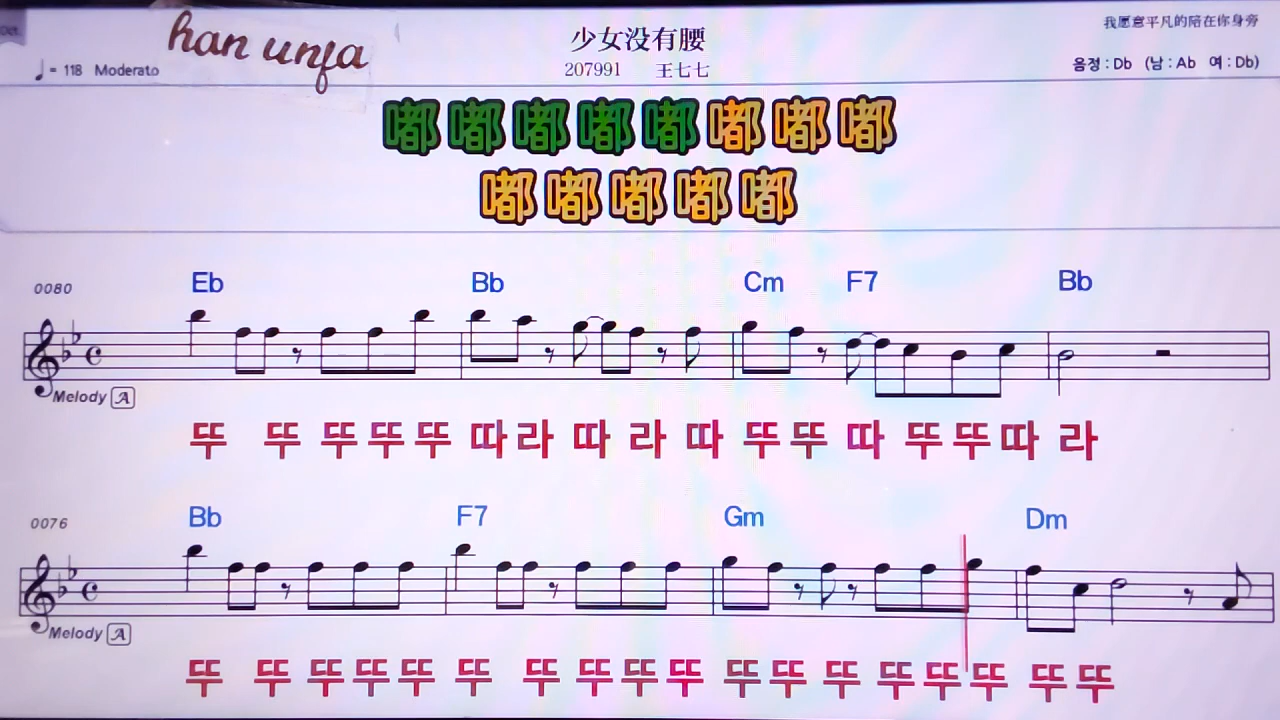 han unfa
少女没有腰
我愿意平凡的陪在你身旁
♩= 118 Moderato
207991 王七七
음정 : Db (남 : Ab 여 : Db)
嘟嘟嘟嘟嘟嘟嘟嘟
嘟嘟嘟嘟嘟
0080 Eb Bb Cm F7 Bb
Melody A
뚜 뚜 뚜 뚜 뚜 따 라 따 라 따 뚜 뚜 따 뚜 뚜 따 라
0076 Bb F7 Gm Dm
Melody A
뚜 뚜 뚜 뚜 뚜 뚜 뚜 뚜 뚜 뚜 뚜 뚜 뚜 뚜 뚜 뚜 뚜 뚜